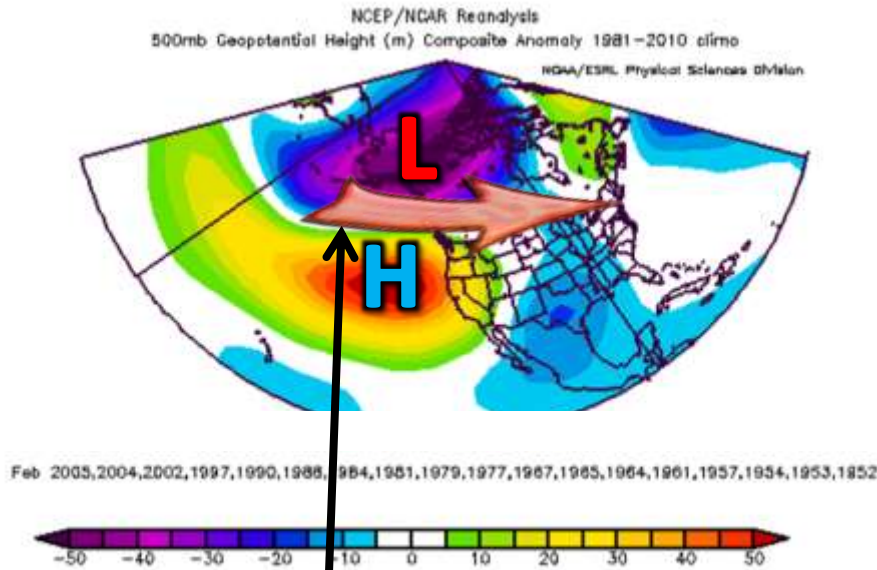 NCEP/NCAR Reanalysis
500mb Geopotential Height (m) Composite Anomaly 1981-2010 climo
NOAA/ESRL Physical Sciences Division
L
H
Feb 2005,2004,2002,1997,1990,1988,1984,1981,1979,1977,1967,1965,1964,1961,1957,1954,1953,1952
-50 -40 -30 -20 -10 0 10 20 30 40 50